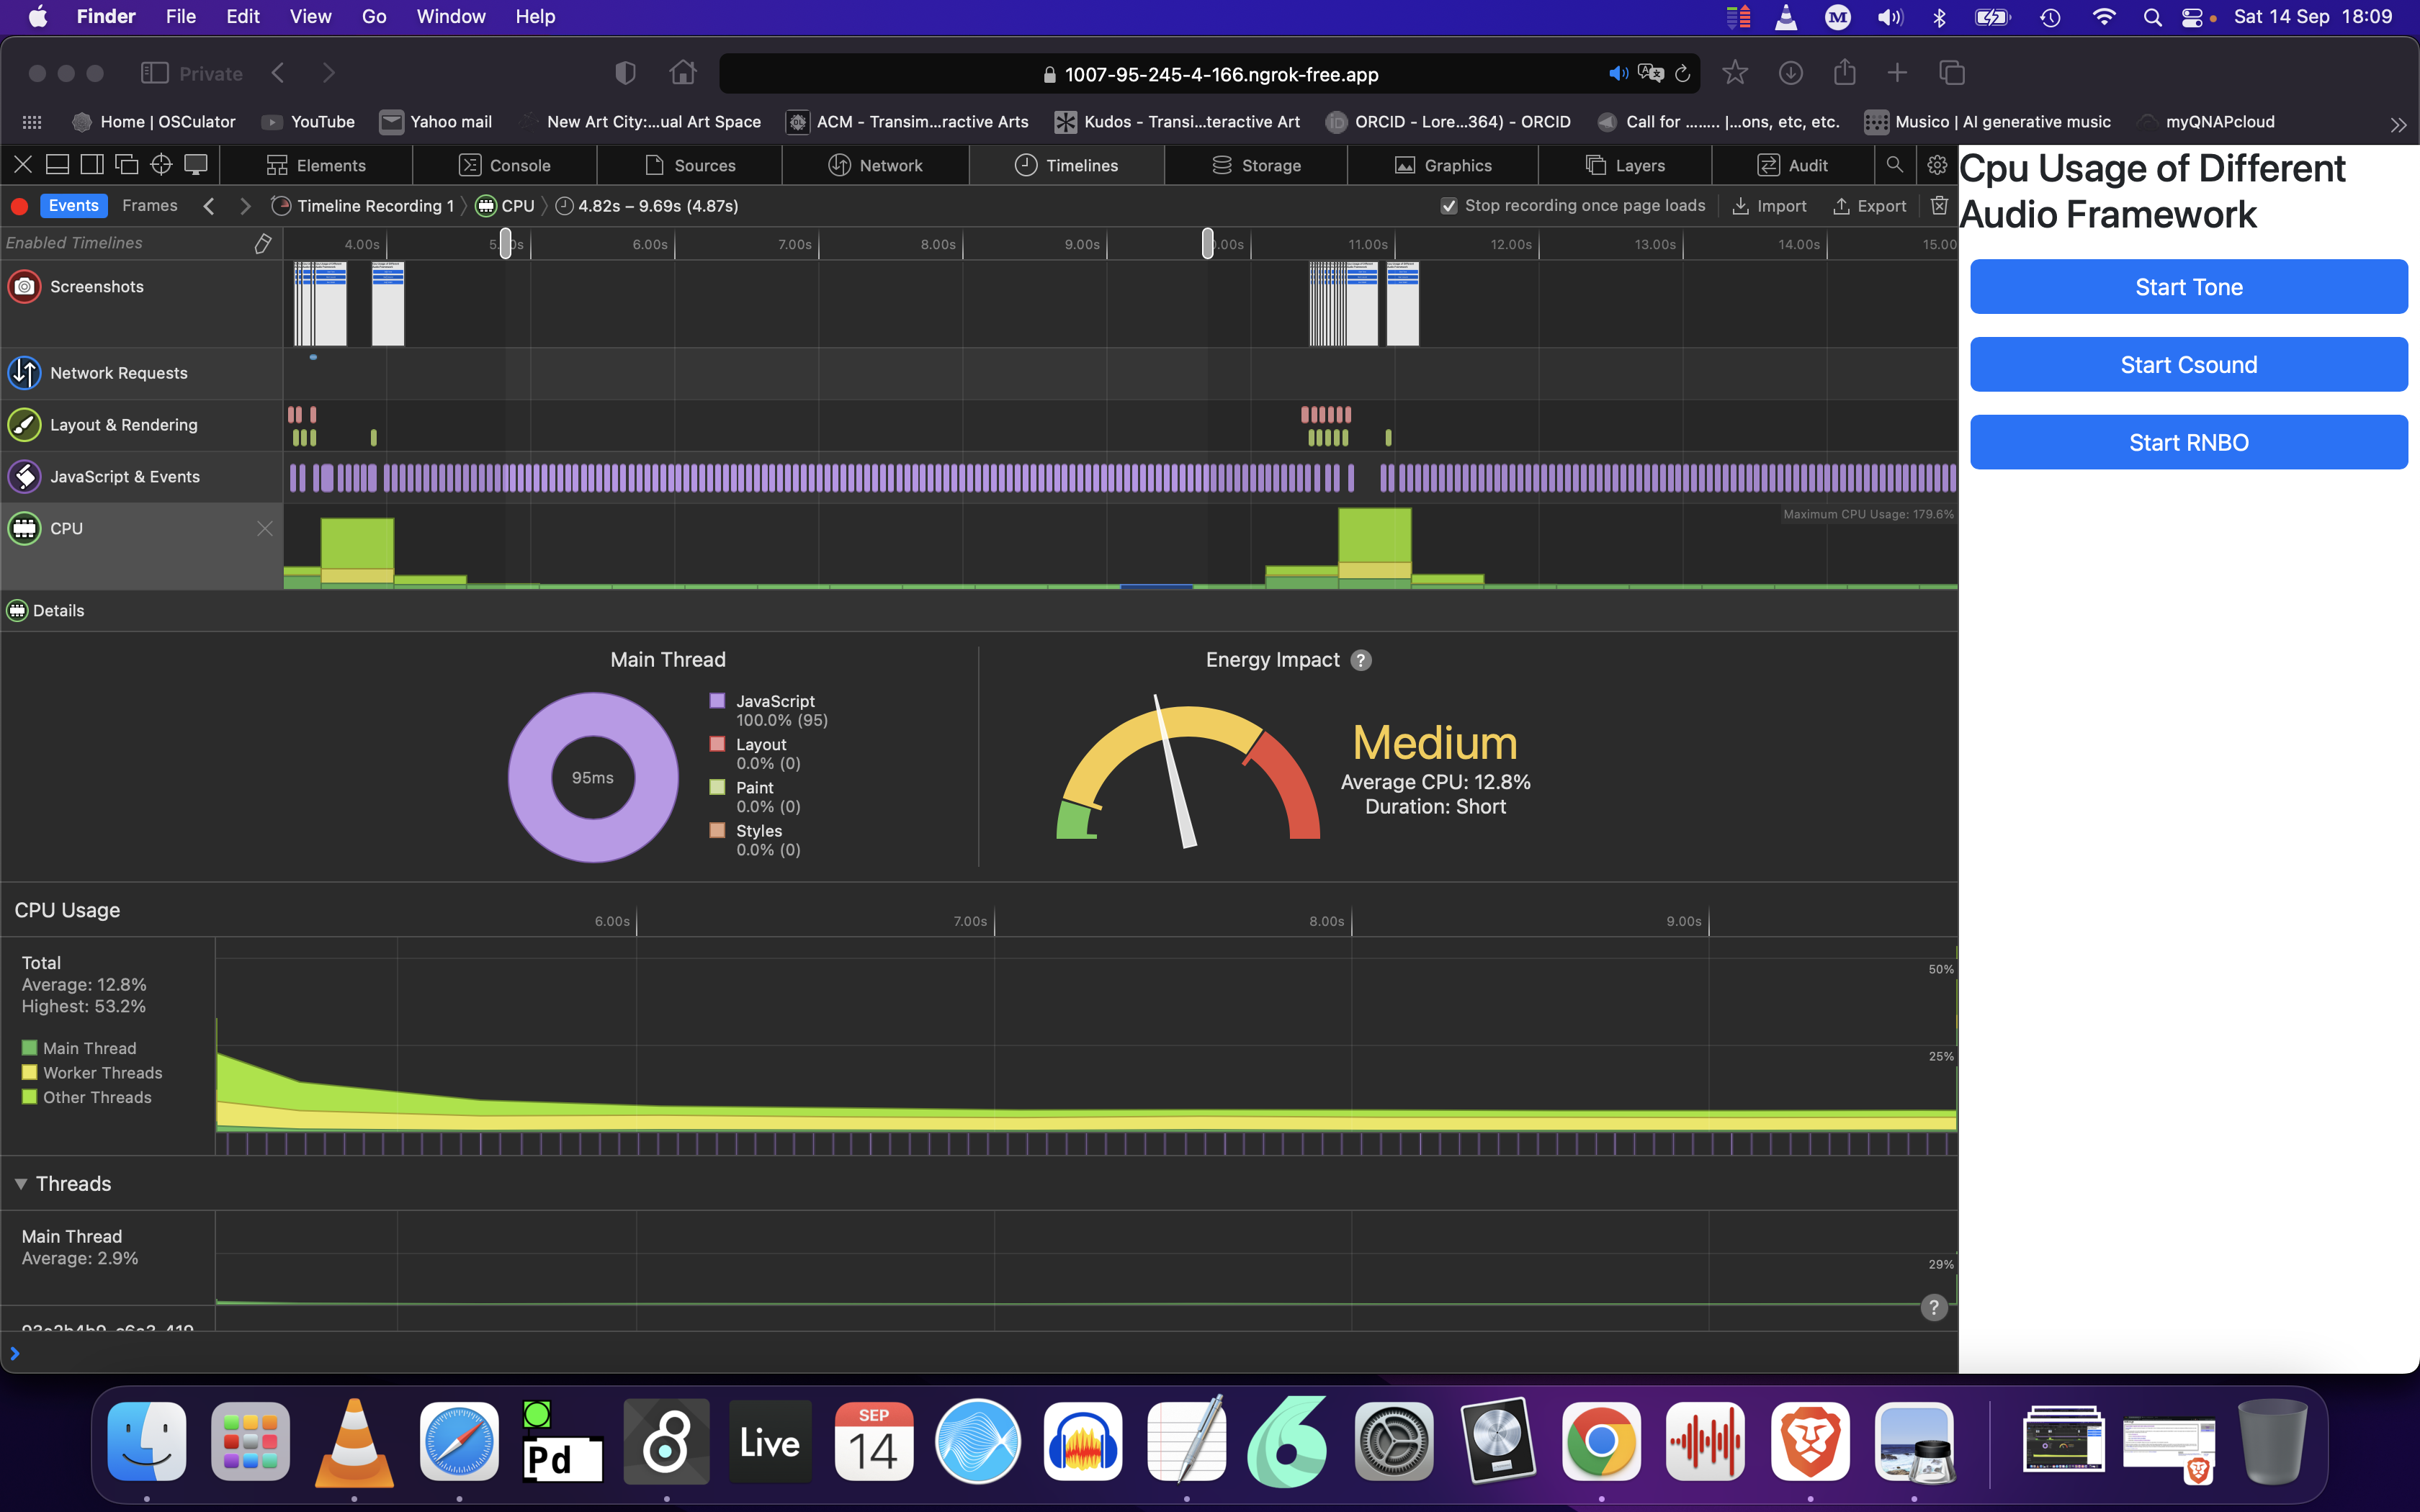 Finder File Edit View Go Window Help Sat 14 Sep 18:09
Private 1007-95-245-4-166.ngrok-free.app
Home | OSCulator YouTube Yahoo mail New Art City:...ual Art Space ACM - Transim...ractive Arts Kudos - Transi...teractive Art ORCID - Lore...364) - ORCID Call for ........ |...ons, etc, etc. Musico | AI generative music myQNAPcloud
Elements Console Sources Network Timelines Storage Graphics Layers Audit
Events Frames Timeline Recording 1 CPU 4.82s – 9.69s (4.87s) Stop recording once page loads Import Export
Enabled Timelines 4.00s 6.00s 7.00s 8.00s 9.00s 11.00s 12.00s 13.00s 14.00s 15.00
Screenshots
Network Requests
Layout & Rendering
JavaScript & Events
CPU
Maximum CPU Usage: 179.6%
Details
Main Thread
95ms
JavaScript
100.0% (95)
Layout
0.0% (0)
Paint
0.0% (0)
Styles
0.0% (0)
Energy Impact ?
Medium
Average CPU: 12.8%
Duration: Short
CPU Usage 6.00s 7.00s 8.00s 9.00s
Total
Average: 12.8%
Highest: 53.2%
Main Thread
Worker Threads
Other Threads
50%
25%
Threads
Main Thread
Average: 2.9%
29%
?
Cpu Usage of Different
Audio Framework
Start Tone
Start Csound
Start RNBO
Pd
Live
SEP
14